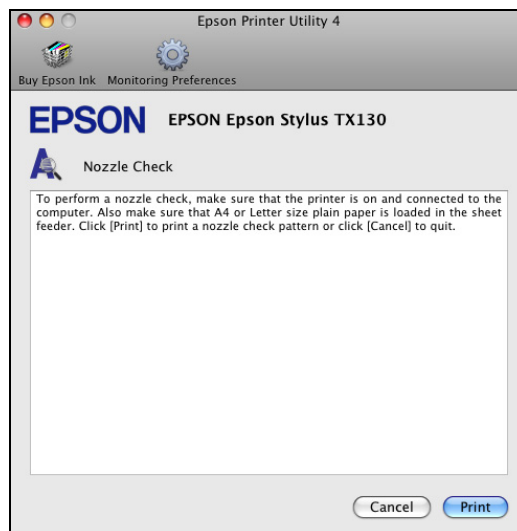 Epson Printer Utility 4
Buy Epson Ink Monitoring Preferences
EPSON EPSON Epson Stylus TX130
Nozzle Check
To perform a nozzle check, make sure that the printer is on and connected to the
computer. Also make sure that A4 or Letter size plain paper is loaded in the sheet
feeder. Click [Print] to print a nozzle check pattern or click [Cancel] to quit.
Cancel Print